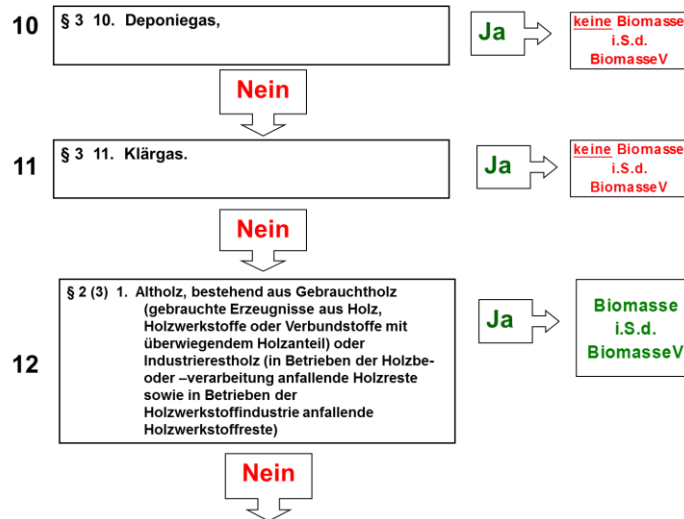 10
§ 3 10. Deponiegas,
Ja
keine Biomasse
i.S.d.
BiomasseV
Nein
11
§ 3 11. Klärgas.
Ja
keine Biomasse
i.S.d.
BiomasseV
Nein
12
§ 2 (3) 1. Altholz, bestehend aus Gebrauchtholz
(gebrauchte Erzeugnisse aus Holz,
Holzwerkstoffe oder Verbundstoffe mit
überwiegendem Holzanteil) oder
Industrierestholz (in Betrieben der Holzbe-
oder –verarbeitung anfallende Holzreste
sowie in Betrieben der
Holzwerkstoffindustrie anfallende
Holzwerkstoffreste)
Ja
Biomasse
i.S.d.
BiomasseV
Nein